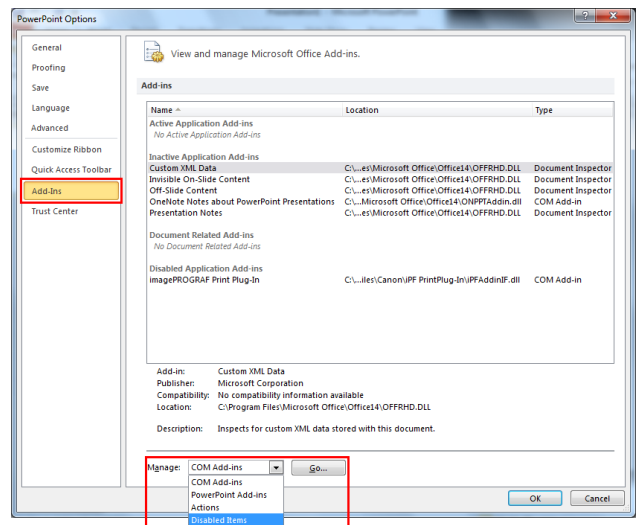 PowerPoint Options
General
Proofing
Save
Language
Advanced
Customize Ribbon
Quick Access Toolbar
Add-Ins
Trust Center
View and manage Microsoft Office Add-ins.
Add-ins
Name Location Type
Active Application Add-ins
No Active Application Add-ins
Inactive Application Add-ins
Custom XML Data C:\...es\Microsoft Office\Office14\OFFRHD.DLL Document Inspector
Invisible On-Slide Content C:\...es\Microsoft Office\Office14\OFFRHD.DLL Document Inspector
Off-Slide Content C:\...es\Microsoft Office\Office14\OFFRHD.DLL Document Inspector
OneNote Notes about PowerPoint Presentations C:\...Microsoft Office\Office14\ONPPTAddin.dll COM Add-in
Presentation Notes C:\...es\Microsoft Office\Office14\OFFRHD.DLL Document Inspector
Document Related Add-ins
No Document Related Add-ins
Disabled Application Add-ins
imagePROGRAF Print Plug-In C:\...iles\Canon\iPF PrintPlug-In\iPFAddinIF.dll COM Add-in
Add-in: Custom XML Data
Publisher: Microsoft Corporation
Compatibility: No compatibility information available
Location: C:\Program Files\Microsoft Office\Office14\OFFRHD.DLL
Description: Inspects for custom XML data stored with this document.
Manage: COM Add-ins Go...
COM Add-ins
PowerPoint Add-ins
Actions
Disabled Items
OK Cancel